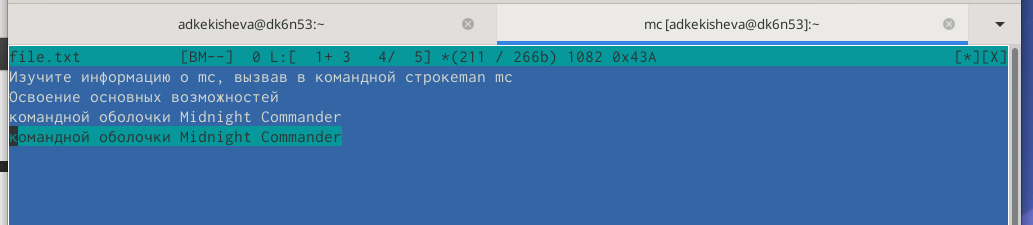 adkekisheva@dk6n53:~ mc [adkekisheva@dk6n53]:~
file.txt [BM--] 0 L:[ 1+ 3 4/ 5] *(211 / 266b) 1082 0x43A [*][X]
Изучите информацию о mc, вызвав в командной строкеman mc
Освоение основных возможностей
командной оболочки Midnight Commander
командной оболочки Midnight Commander